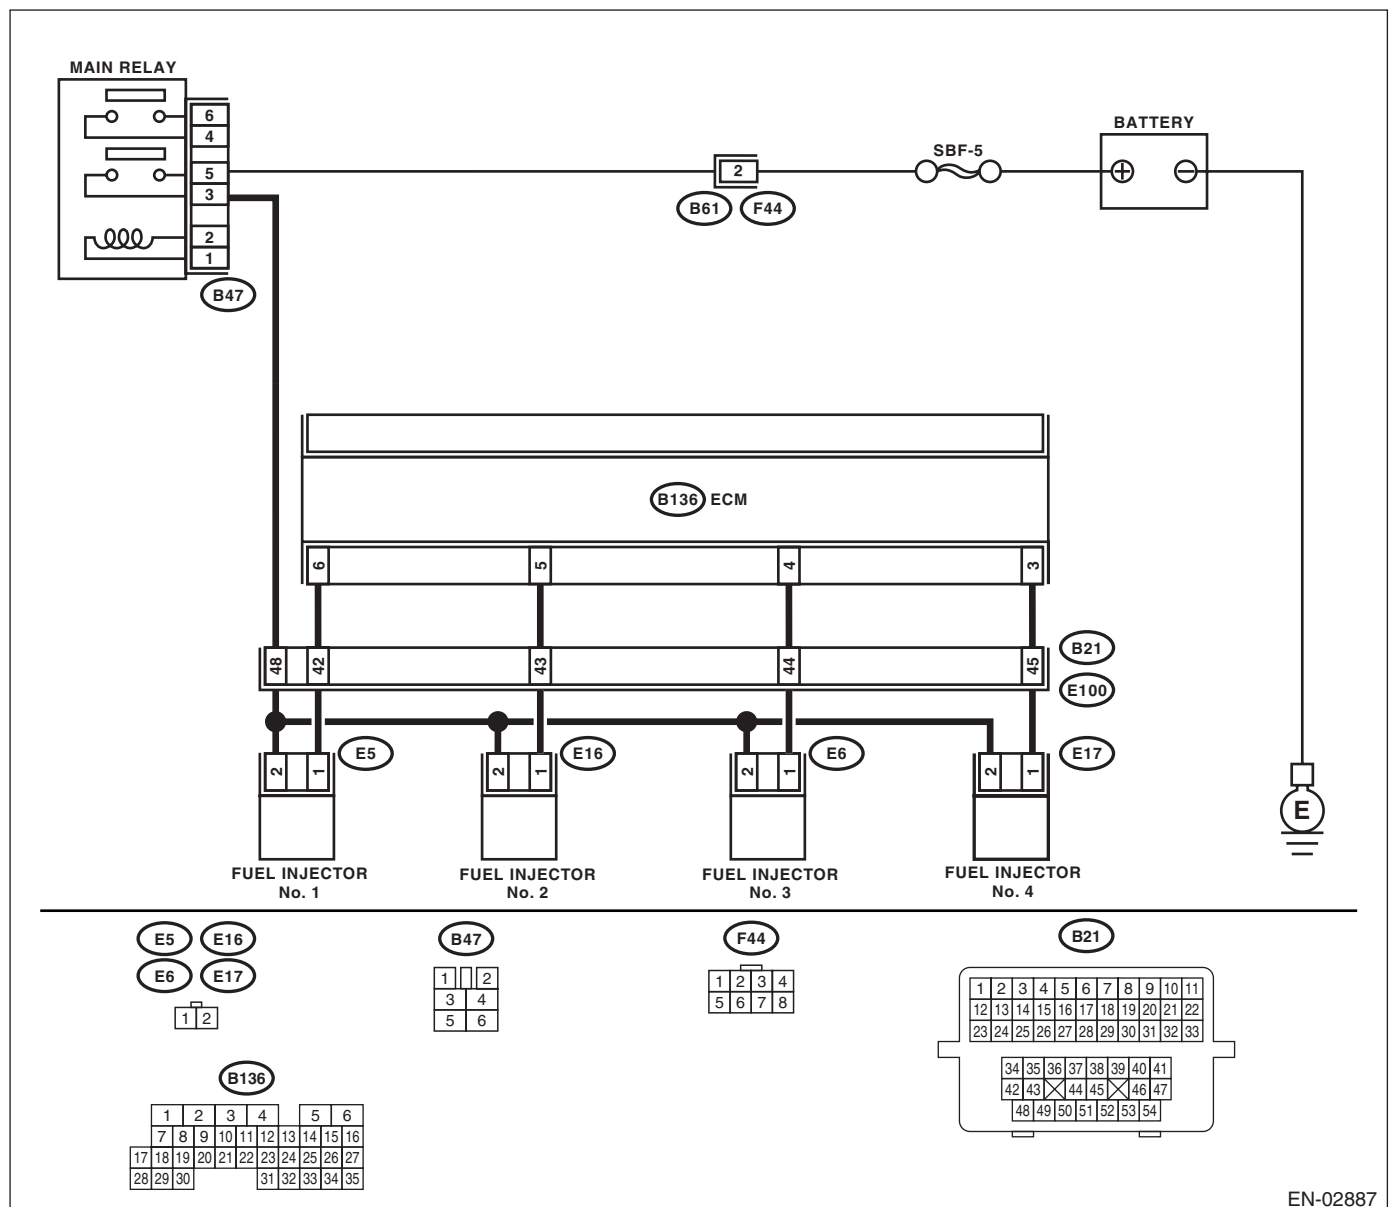 MAIN RELAY
6
4
5
3
2
1
B47
2
B61 F44
SBF-5
BATTERY
B136 ECM
6 5 4 3
48 42 43 44 45
B21
E100
2 1 E5 2 1 E16 2 1 E6 2 1 E17
E
FUEL INJECTOR
No. 1
FUEL INJECTOR
No. 2
FUEL INJECTOR
No. 3
FUEL INJECTOR
No. 4
E5 E16
E6 E17
1 2
B47
1 2
3 4
5 6
F44
1 2 3 4
5 6 7 8
B21
1 2 3 4 5 6 7 8 9 10 11
12 13 14 15 16 17 18 19 20 21 22
23 24 25 26 27 28 29 30 31 32 33
34 35 36 37 38 39 40 41
42 43 44 45 46 47
48 49 50 51 52 53 54
B136
1 2 3 4 5 6
7 8 9 10 11 12 13 14 15 16
17 18 19 20 21 22 23 24 25 26 27
28 29 30 31 32 33 34 35
EN-02887